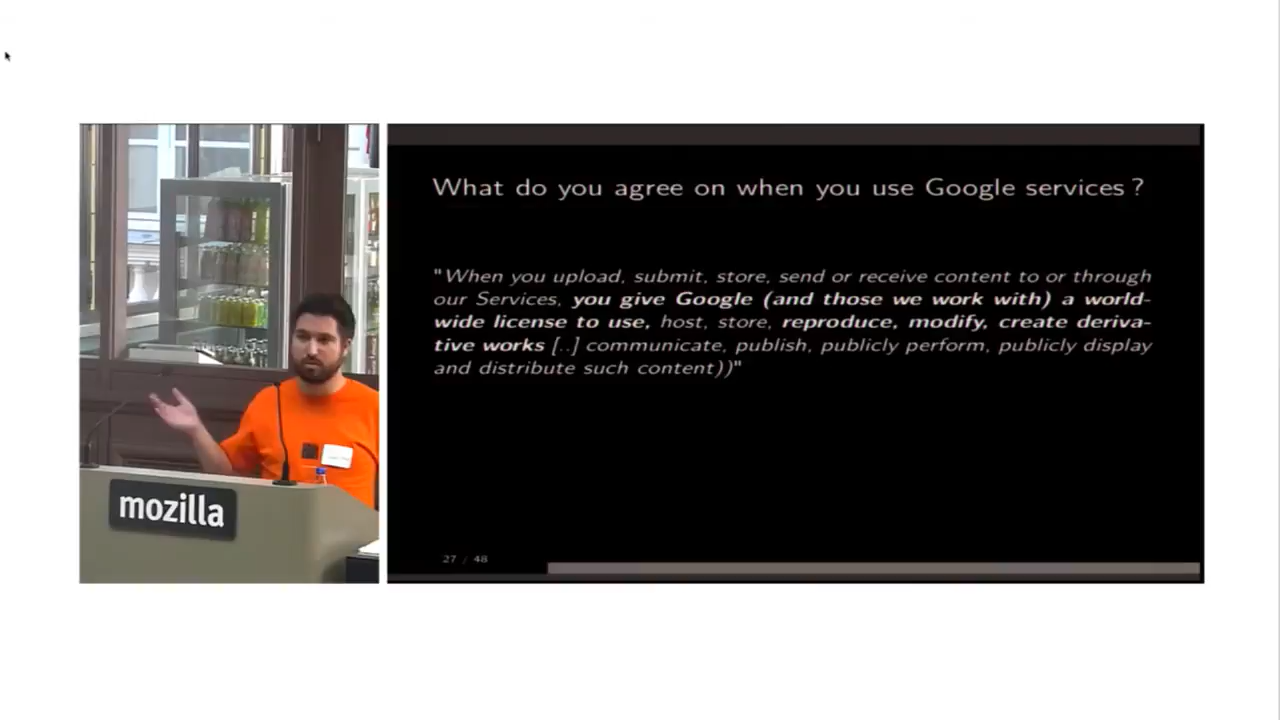 What do you agree on when you use Google services ?
"When you upload, submit, store, send or receive content to or through
our Services, you give Google (and those we work with) a world-
wide license to use, host, store, reproduce, modify, create deriva-
tive works [..] communicate, publish, publicly perform, publicly display
and distribute such content))"
mozilla
27 / 48